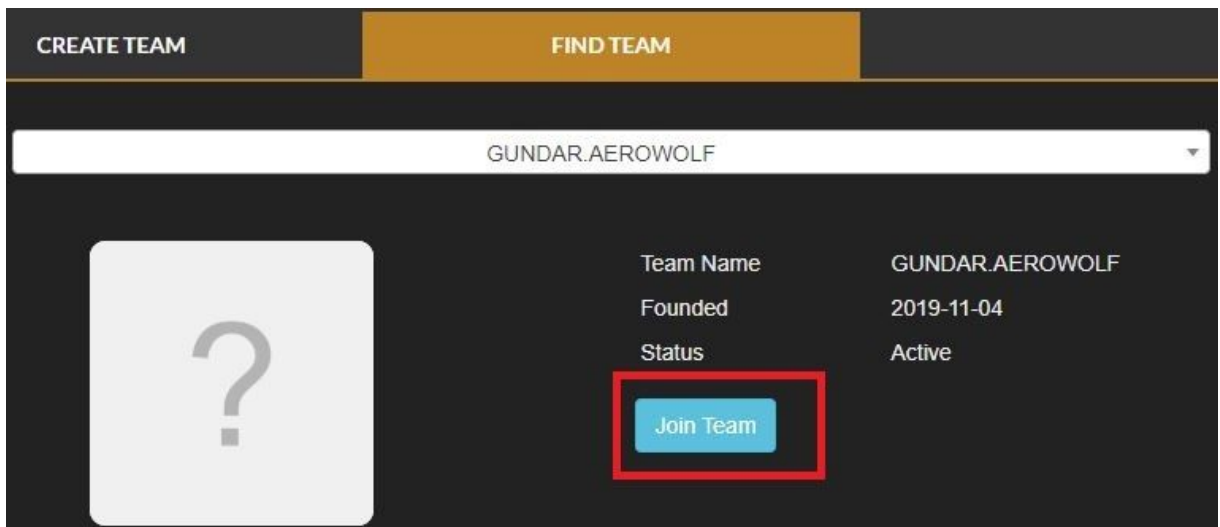 CREATE TEAM
FIND TEAM
GUNDAR.AEROWOLF
Team Name GUNDAR.AEROWOLF
Founded 2019-11-04
Status Active
?
Join Team